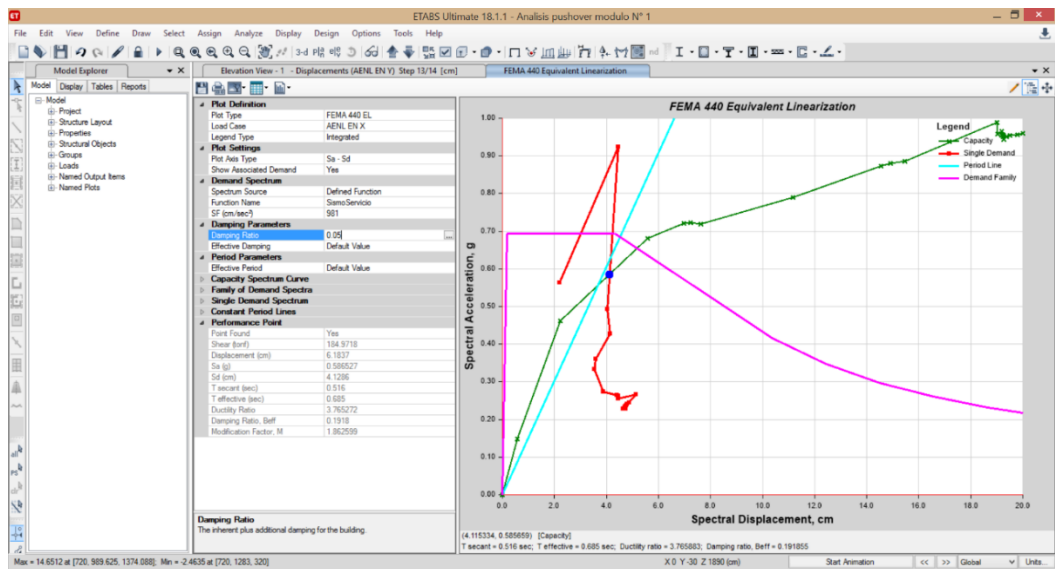 ET
ETABS Ultimate 18.1.1 - Analisis pushover modulo N° 1
File Edit View Define Draw Select Assign Analyze Display Design Options Tools Help
3-d
nd
Model Explorer
Elevation View - 1 - Displacements (AENL EN Y) Step 13/14 [cm]
FEMA 440 Equivalent Linearization
Model Display Tables Reports
Model
Project
Structure Layout
Properties
Structural Objects
Groups
Loads
Named Output Items
Named Plots
Plot Definition
Plot Type FEMA 440 EL
Load Case AENL EN X
Legend Type Integrated
Plot Settings
Plot Axis Type Sa - Sd
Show Associated Demand Yes
Demand Spectrum
Spectrum Source Defined Function
Function Name SismoServicio
SF (cm/sec²) 981
Damping Parameters
Damping Ratio 0.05
Effective Damping Default Value
Period Parameters
Effective Period Default Value
Capacity Spectrum Curve
Family of Demand Spectra
Single Demand Spectrum
Constant Period Lines
Performance Point
Point Found Yes
Shear (tonf) 184.9718
Displacement (cm) 6.1837
Sa (g) 0.586527
Sd (cm) 4.1286
T secant (sec) 0.516
T effective (sec) 0.685
Ductility Ratio 3.765272
Damping Ratio, Beff 0.1918
Modification Factor, M 1.862599
Damping Ratio
The inherent plus additional damping for the building.
FEMA 440 Equivalent Linearization
Legend
Capacity
Single Demand
Period Line
Demand Family
Spectral Acceleration, g
1.00
0.90
0.80
0.70
0.60
0.50
0.40
0.30
0.20
0.10
0.00
0.0 2.0 4.0 6.0 8.0 10.0 12.0 14.0 16.0 18.0 20.0
Spectral Displacement, cm
(4.115334, 0.585659) [Capacity]
T secant = 0.516 sec; T effective = 0.685 sec; Ductility ratio = 3.765883; Damping ratio, Beff = 0.191855
Max = 14.6512 at [720, 989.625, 1374.088]; Min = -2.4635 at [720, 1283, 320]
X 0 Y -30 Z 1890 (cm)
Start Animation
<< >>
Global
Units...